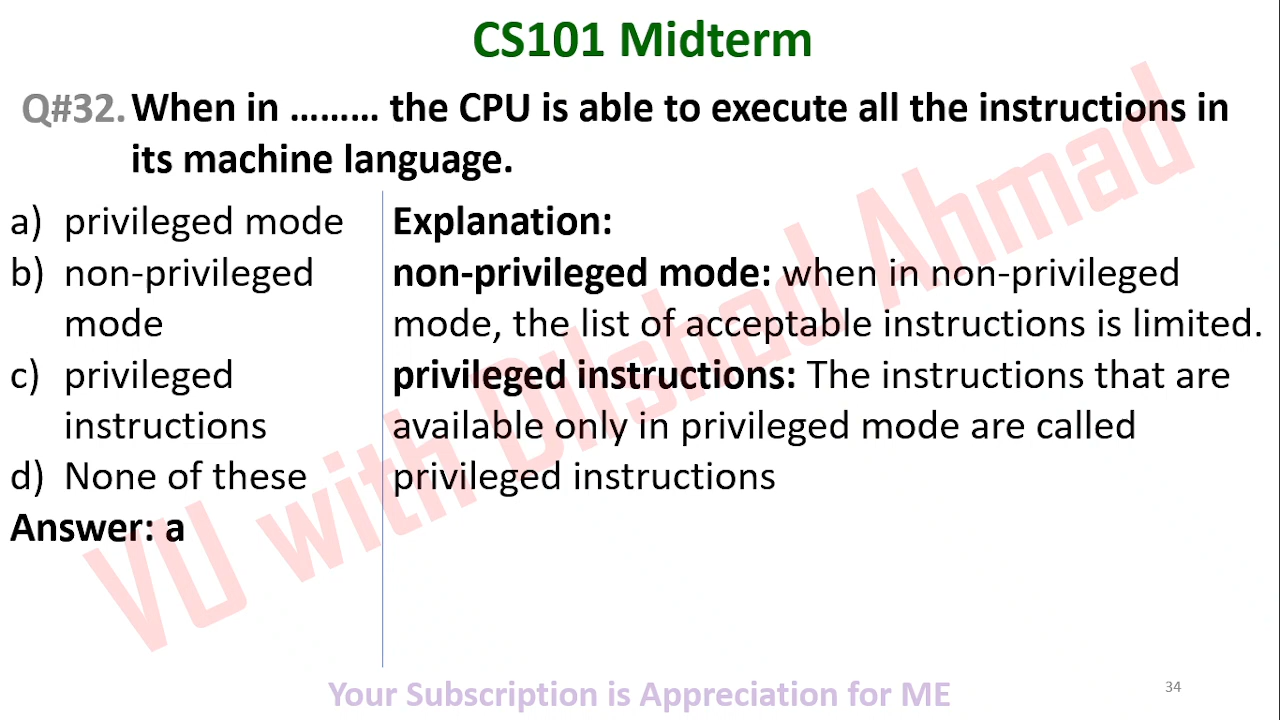 CS101 Midterm
Q#32. When in ......... the CPU is able to execute all the instructions in
its machine language.
a) privileged mode
b) non-privileged
mode
c) privileged
instructions
d) None of these
Answer: a
Explanation:
non-privileged mode: when in non-privileged
mode, the list of acceptable instructions is limited.
privileged instructions: The instructions that are
available only in privileged mode are called
privileged instructions
VU with Dilshad Ahmad
Your Subscription is Appreciation for ME
34